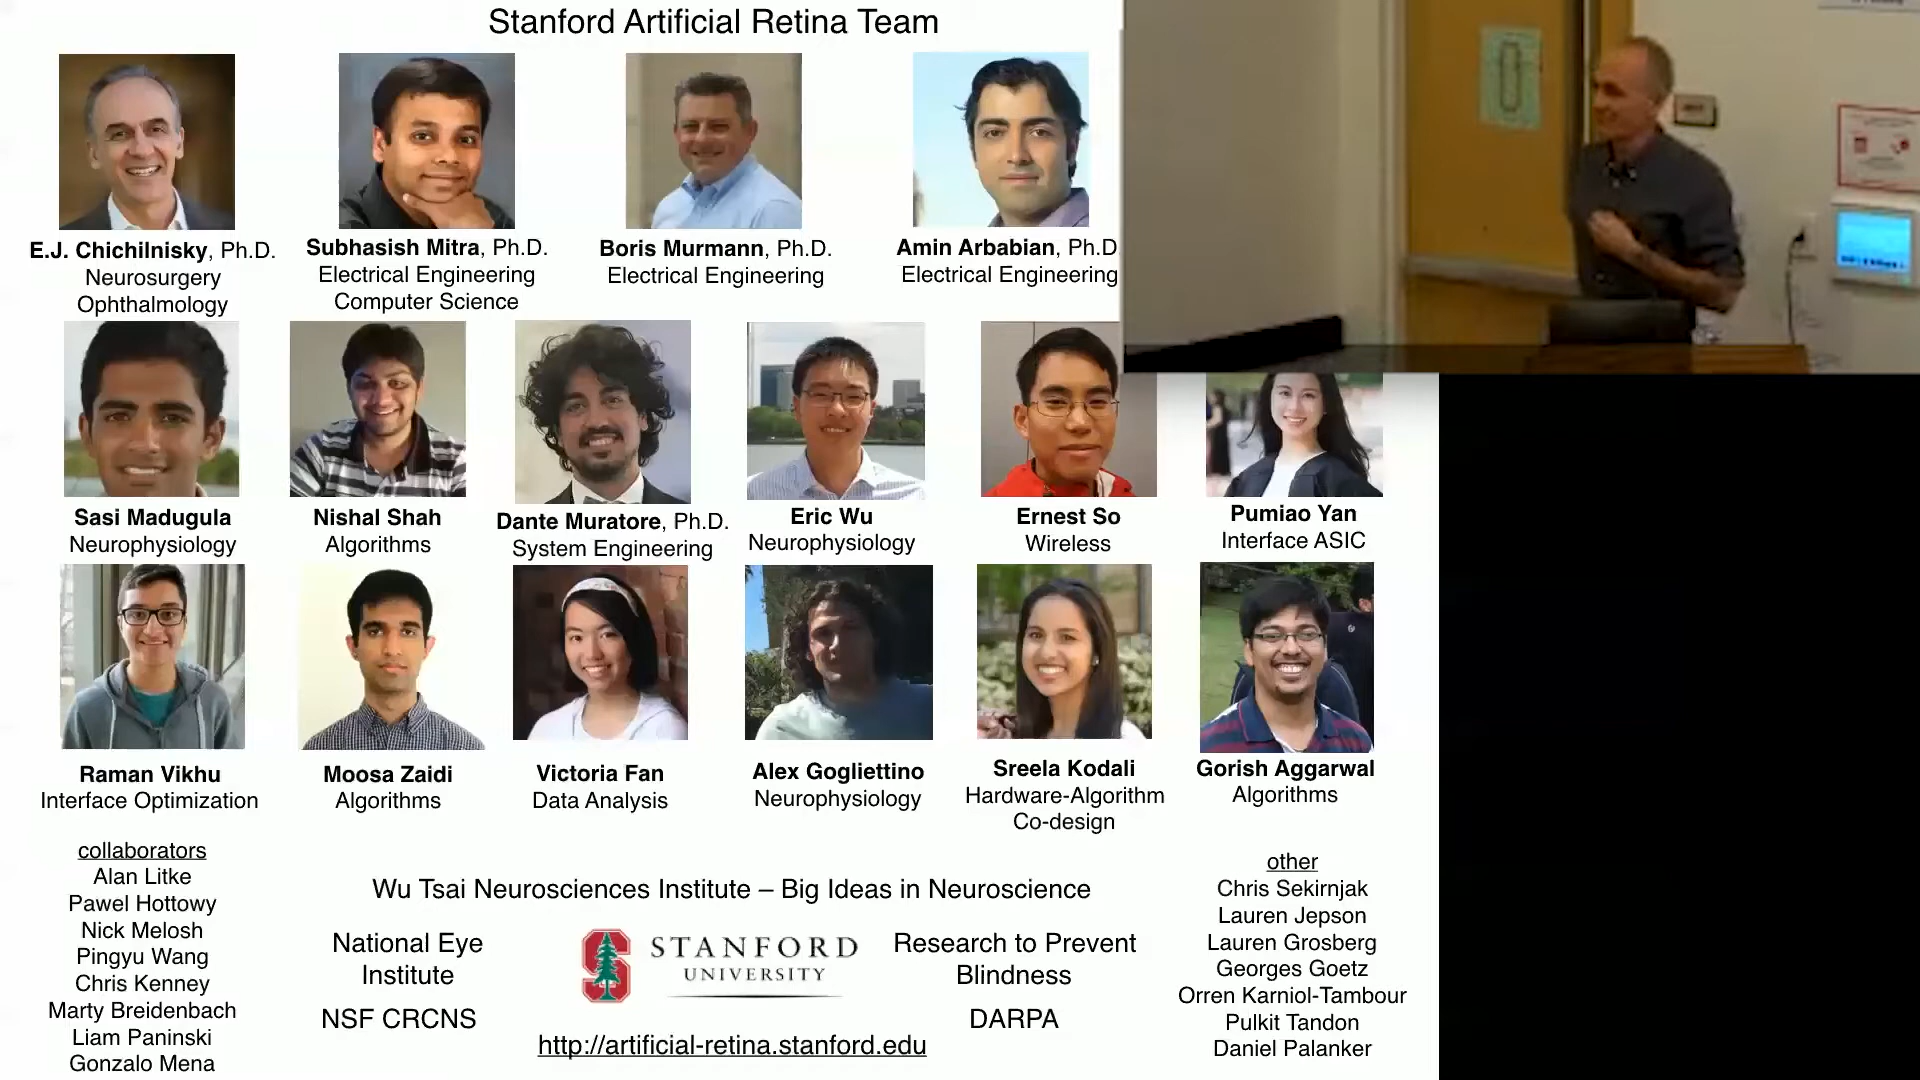 Stanford Artificial Retina Team
E.J. Chichilnisky, Ph.D.
Neurosurgery
Ophthalmology
Subhasish Mitra, Ph.D.
Electrical Engineering
Computer Science
Boris Murmann, Ph.D.
Electrical Engineering
Amin Arbabian, Ph.D
Electrical Engineering
Sasi Madugula
Neurophysiology
Nishal Shah
Algorithms
Dante Muratore, Ph.D.
System Engineering
Eric Wu
Neurophysiology
Ernest So
Wireless
Pumiao Yan
Interface ASIC
Raman Vikhu
Interface Optimization
Moosa Zaidi
Algorithms
Victoria Fan
Data Analysis
Alex Gogliettino
Neurophysiology
Sreela Kodali
Hardware-Algorithm
Co-design
Gorish Aggarwal
Algorithms
collaborators
Alan Litke
Pawel Hottowy
Nick Melosh
Pingyu Wang
Chris Kenney
Marty Breidenbach
Liam Paninski
Gonzalo Mena
Wu Tsai Neurosciences Institute – Big Ideas in Neuroscience
National Eye
Institute
NSF CRCNS
STANFORD
UNIVERSITY
Research to Prevent
Blindness
DARPA
http://artificial-retina.stanford.edu
other
Chris Sekirnjak
Lauren Jepson
Lauren Grosberg
Georges Goetz
Orren Karniol-Tambour
Pulkit Tandon
Daniel Palanker